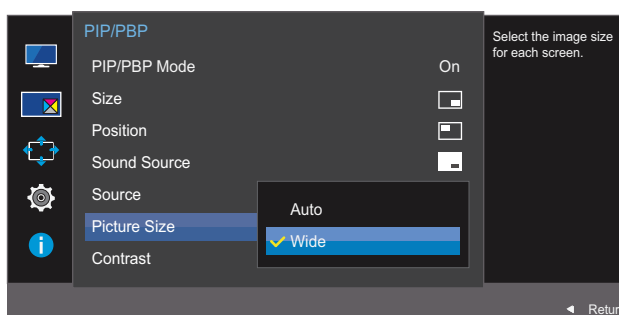 PIP/PBP
Select the image size
for each screen.
PIP/PBP Mode On
Size
Position
Sound Source
Source
Picture Size
Contrast
Auto
Wide
i